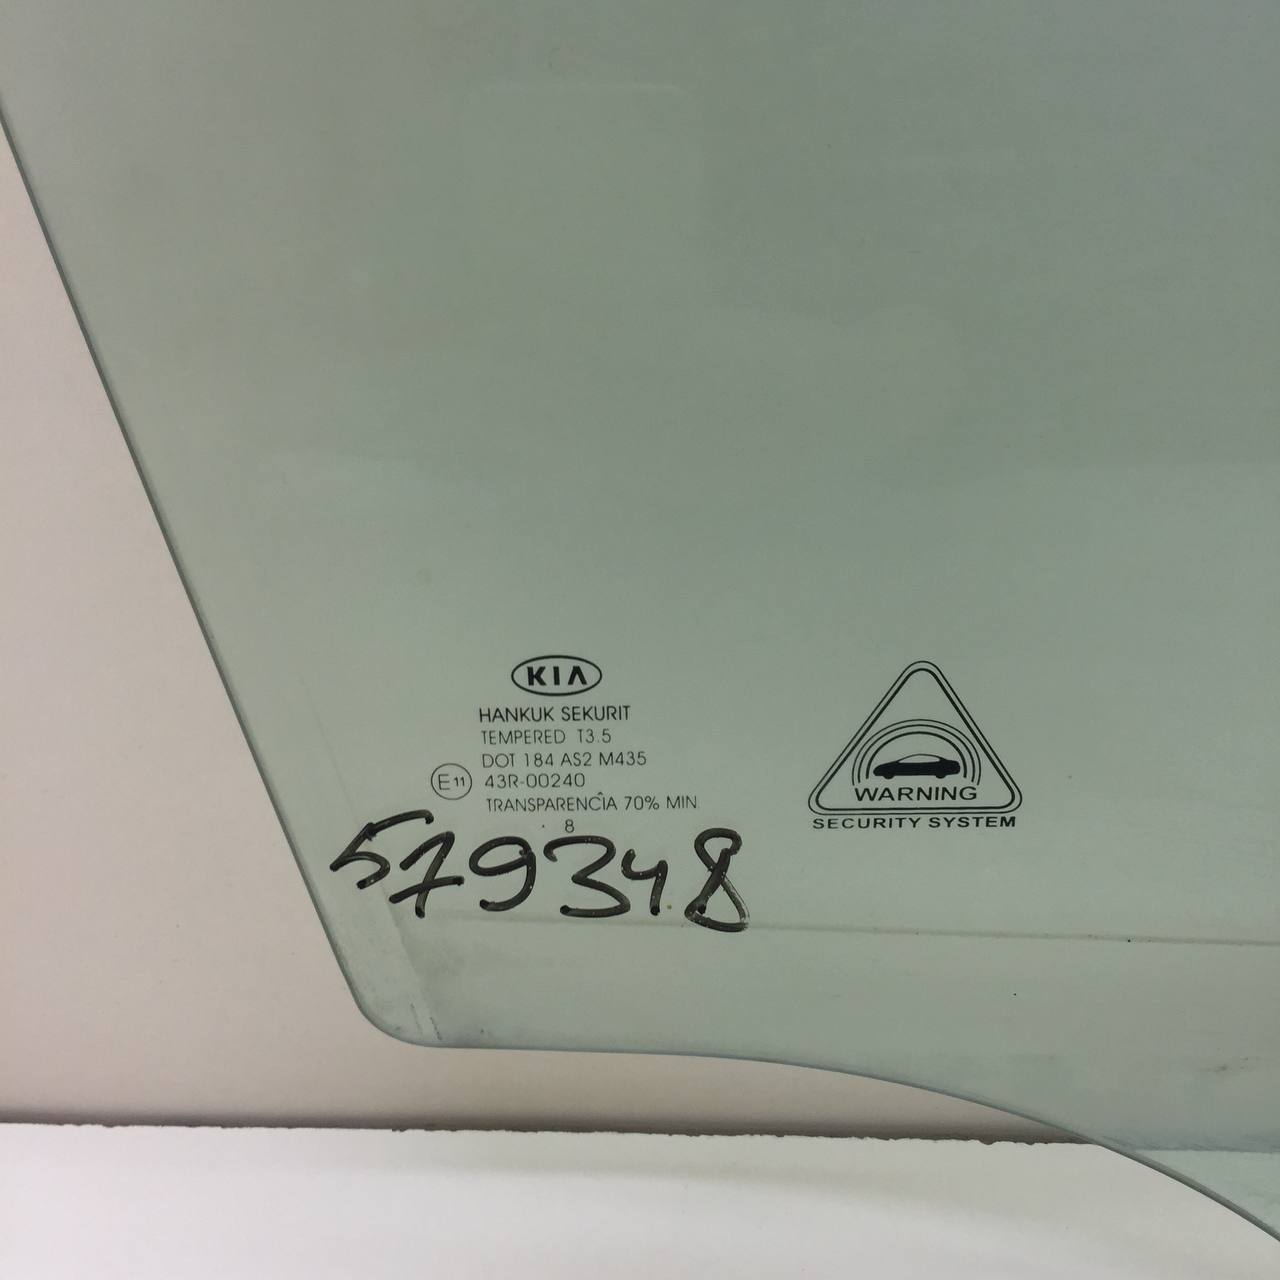 KIA
HANKUK SEKURIT
TEMPERED T3.5
DOT 184 AS2 M435
E11 43R-00240
TRANSPARENCÎA 70% MIN.
. 8
579348
WARNING
SECURITY SYSTEM